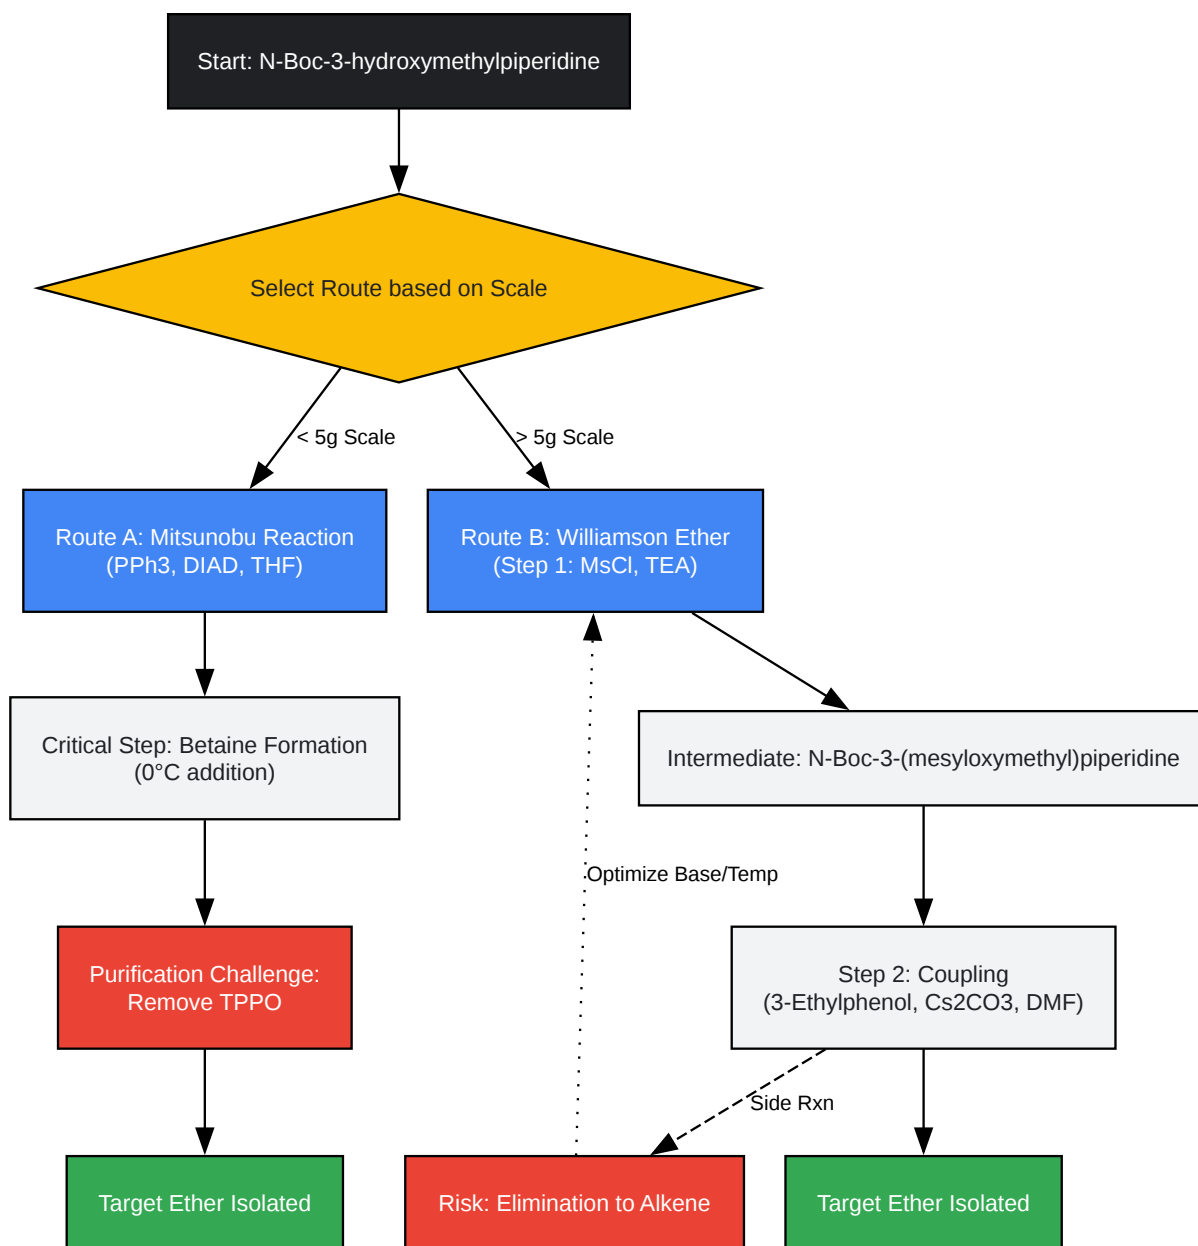 Start: N-Boc-3-hydroxymethylpiperidine
Select Route based on Scale
< 5g Scale
> 5g Scale
Route A: Mitsunobu Reaction
(PPh3, DIAD, THF)
Route B: Williamson Ether
(Step 1: MsCl, TEA)
Critical Step: Betaine Formation
(0°C addition)
Intermediate: N-Boc-3-(mesyloxymethyl)piperidine
Optimize Base/Temp
Purification Challenge:
Remove TPPO
Step 2: Coupling
(3-Ethylphenol, Cs2CO3, DMF)
Side Rxn
Target Ether Isolated
Risk: Elimination to Alkene
Target Ether Isolated